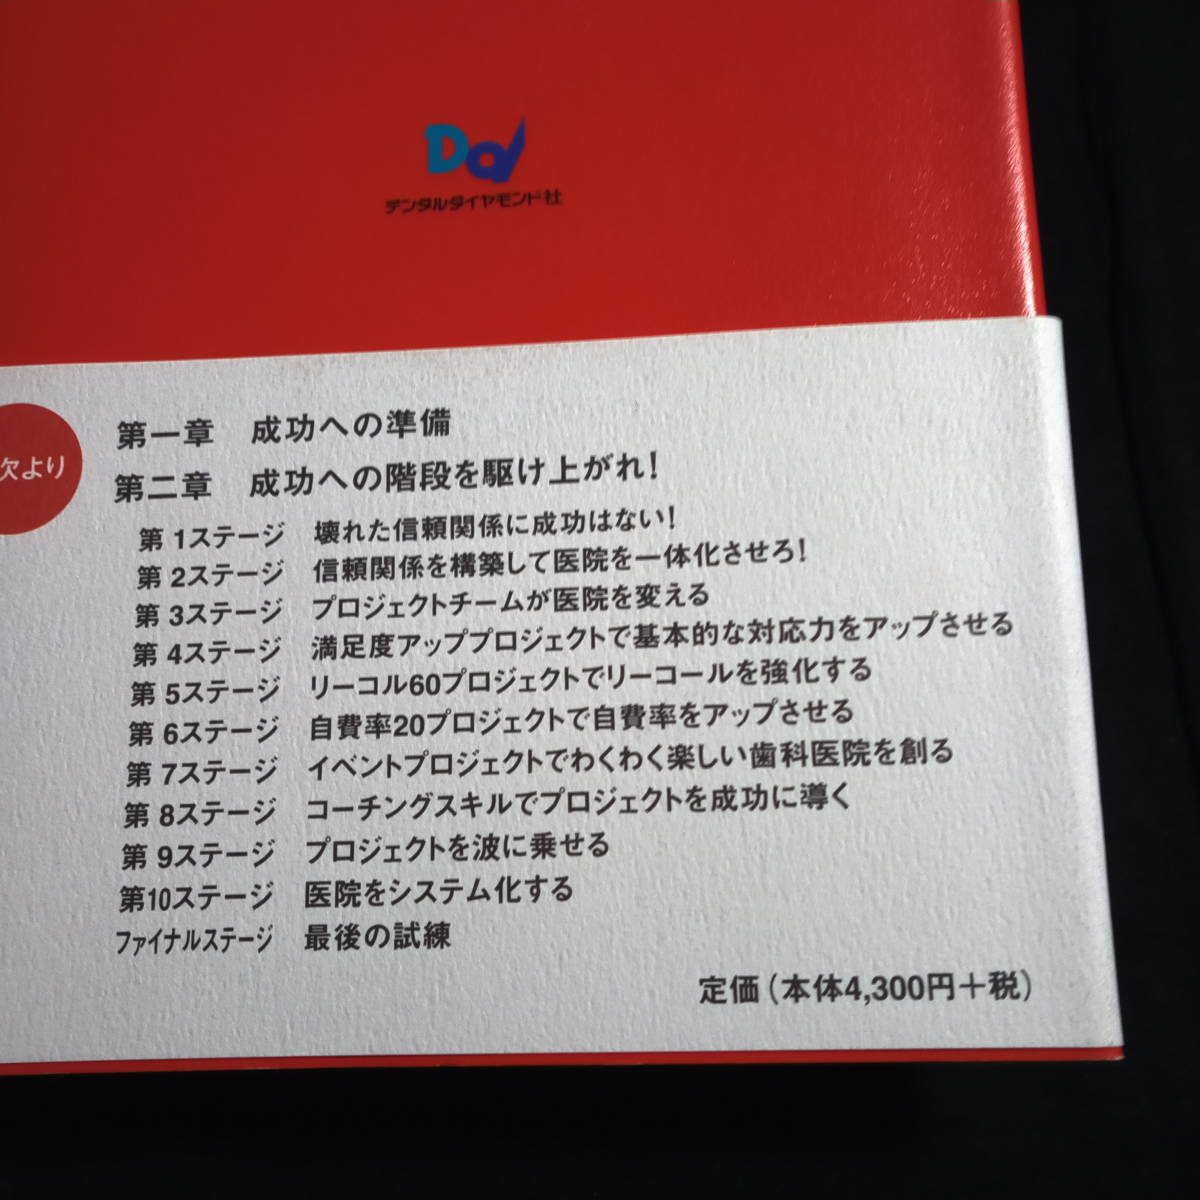 Dd
デンタルダイヤモンド社
次より
第一章 成功への準備
第二章 成功への階段を駆け上がれ!
第 1ステージ 壊れた信頼関係に成功はない!
第 2ステージ 信頼関係を構築して医院を一体化させろ!
第 3ステージ プロジェクトチームが医院を変える
第 4ステージ 満足度アッププロジェクトで基本的な対応力をアップさせる
第 5ステージ リーコル60プロジェクトでリーコールを強化する
第 6ステージ 自費率20プロジェクトで自費率をアップさせる
第 7ステージ イベントプロジェクトでわくわく楽しい歯科医院を創る
第 8ステージ コーチングスキルでプロジェクトを成功に導く
第 9ステージ プロジェクトを波に乗せる
第10ステージ 医院をシステム化する
ファイナルステージ 最後の試練
定価(本体4,300円+税)